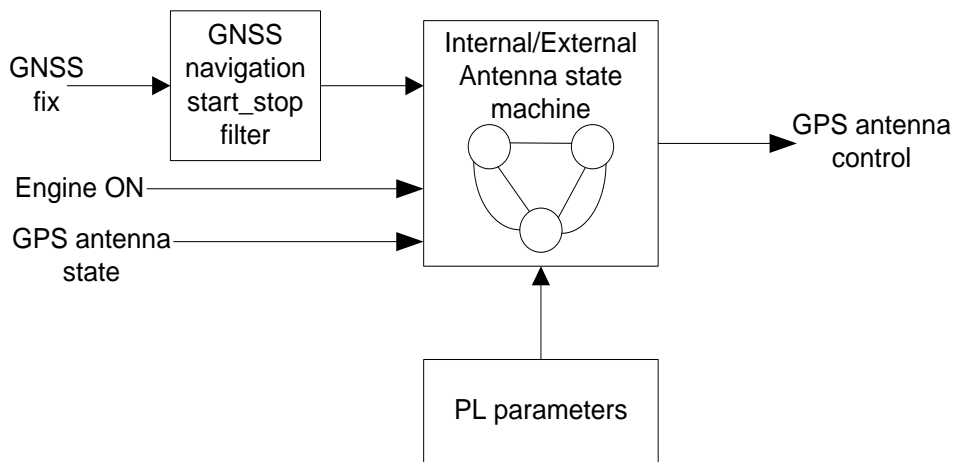 GNSS
fix
GNSS
navigation
start_stop
filter
Internal/External
Antenna state
machine
GPS antenna
control
Engine ON
GPS antenna
state
PL parameters